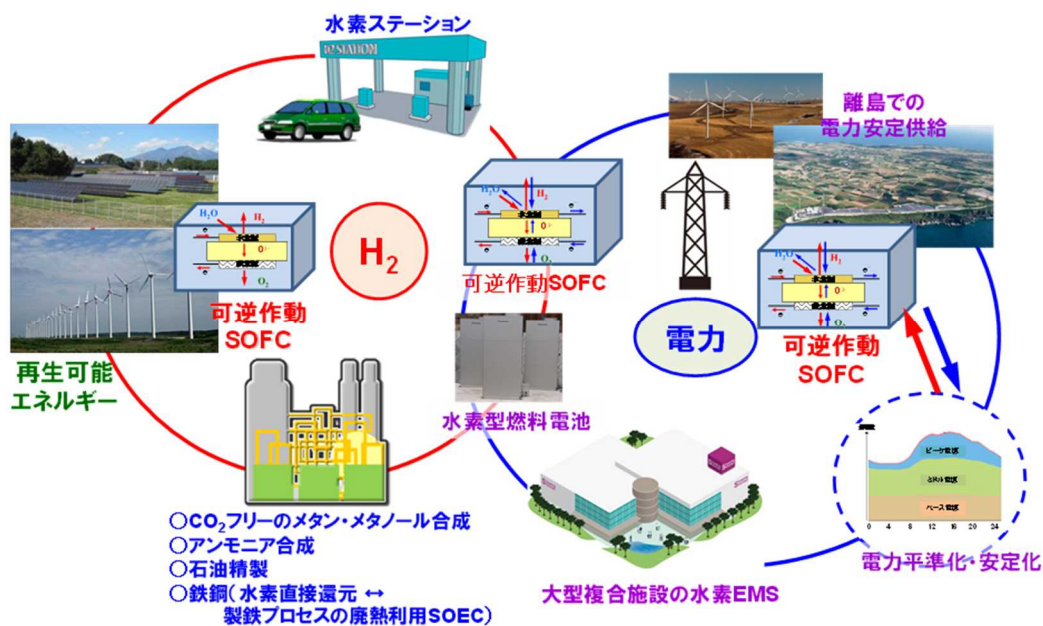 水素ステーション
H2 STATION
離島での
電力安定供給
H₂O
H₂
O₂
可逆作動
SOFC
H₂
H₂O
H₂
可逆作動SOFC
H₂O
H₂
可逆作動
SOFC
電力
再生可能
エネルギー
水素型燃料電池
○CO₂フリーのメタン・メタノール合成
○アンモニア合成
○石油精製
○鉄鋼(水素直接還元 ↔
製鉄プロセスの廃熱利用SOEC)
大型複合施設の水素EMS
ピーク電源
ミドル電源
ベース電源
0 4 8 12 16 20 24
電力平準化・安定化